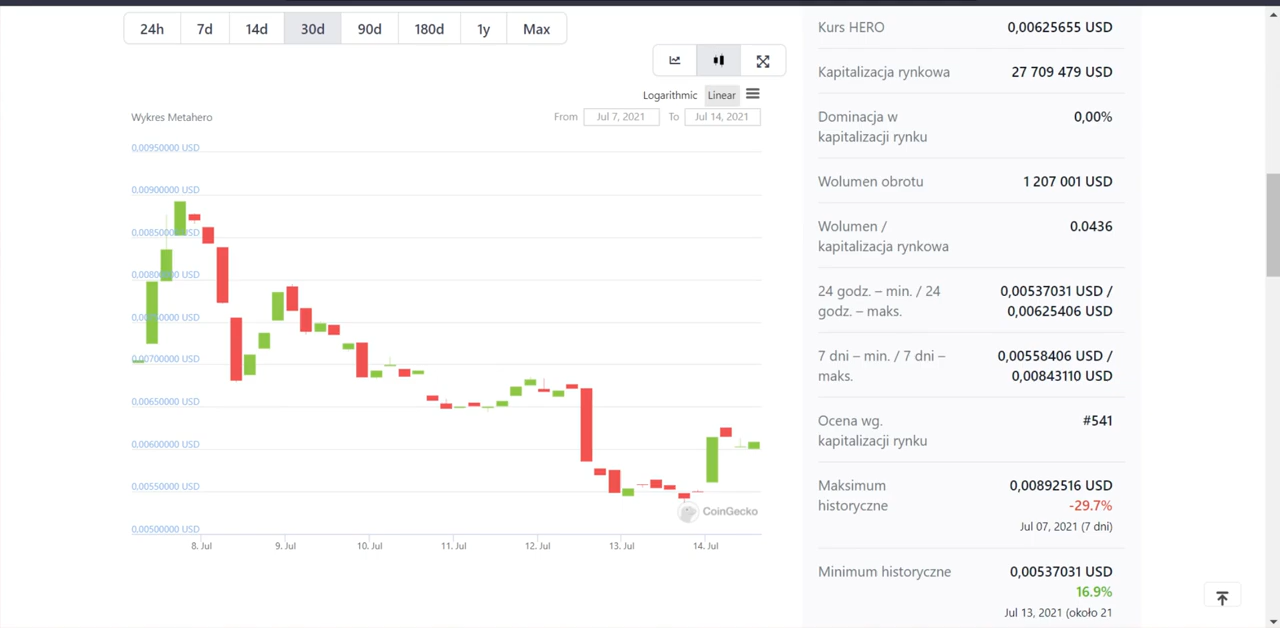 24h 7d 14d 30d 90d 180d 1y Max
Logarithmic Linear
Wykres Metahero
From Jul 7, 2021 To Jul 14, 2021
0,00950000 USD
0,00900000 USD
0,00850000 USD
0,00800000 USD
0,00750000 USD
0,00700000 USD
0,00650000 USD
0,00600000 USD
0,00550000 USD
0,00500000 USD
8. Jul 9. Jul 10. Jul 11. Jul 12. Jul 13. Jul 14. Jul
CoinGecko
Kurs HERO 0,00625655 USD
Kapitalizacja rynkowa 27 709 479 USD
Dominacja w 0,00%
kapitalizacji rynku
Wolumen obrotu 1 207 001 USD
Wolumen / 0.0436
kapitalizacja rynkowa
24 godz. – min. / 24 0,00537031 USD /
godz. – maks. 0,00625406 USD
7 dni – min. / 7 dni – 0,00558406 USD /
maks. 0,00843110 USD
Ocena wg. #541
kapitalizacji rynku
Maksimum 0,00892516 USD
historyczne -29.7%
Jul 07, 2021 (7 dni)
Minimum historyczne 0,00537031 USD
16.9%
Jul 13, 2021 (około 21